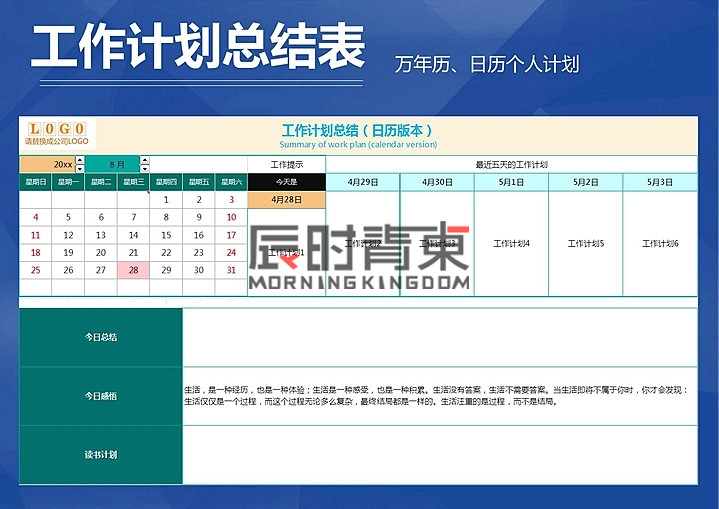 工作计划总结表
万年历、日历个人计划
LOGO
请替换成公司LOGO
工作计划总结（日历版本）
Summary of work plan (calendar version)
20xx 8 月 工作提示 最近五天的工作计划
星期日 星期一 星期二 星期三 星期四 星期五 星期六 今天是 4月29日 4月30日 5月1日 5月2日 5月3日
1 2 3 4月28日
4 5 6 7 8 9 10
11 12 13 14 15 16 17
工作计划1 工作计划2 工作计划3 工作计划4 工作计划5 工作计划6
18 19 20 21 22 23 24
25 26 27 28 29 30 31
辰时青束
MORNINGKINGDOM
今日总结
今日感悟
生活，是一种经历，也是一种体验；生活是一种感受，也是一种积累。生活没有答案，生活不需要答案。当生活即将不属于你时，你才会发现：
生活仅仅是一个过程，而这个过程无论多么复杂，最终结局都是一样的。生活注重的是过程，而不是结局。
读书计划